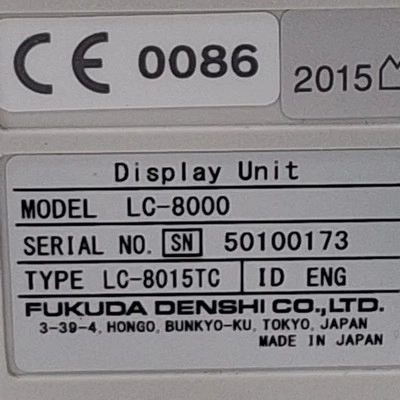 CE 0086
2015
Display Unit
MODEL LC-8000
SERIAL NO. SN 50100173
TYPE LC-8015TC ID ENG
FUKUDA DENSHI CO.,LTD.
3-39-4, HONGO, BUNKYO-KU, TOKYO, JAPAN
MADE IN JAPAN